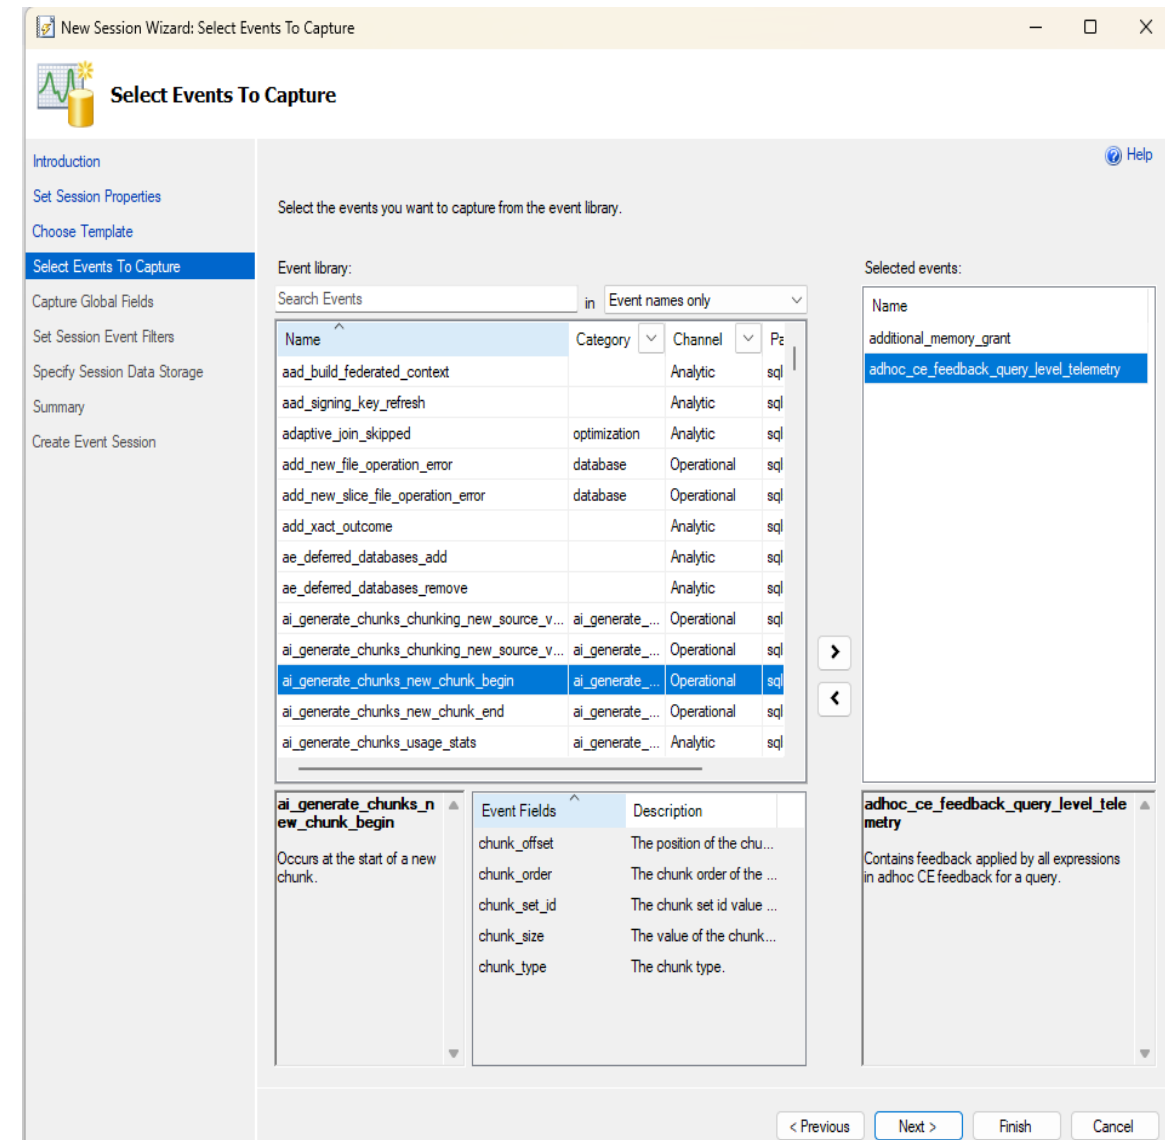 New Session Wizard: Select Events To Capture
Select Events To Capture
Help
Introduction
Set Session Properties
Choose Template
Select Events To Capture
Capture Global Fields
Set Session Event Filters
Specify Session Data Storage
Summary
Create Event Session
Select the events you want to capture from the event library.
Event library:
Search Events in Event names only
Name Category Channel Pa
aad_build_federated_context Analytic sql
aad_signing_key_refresh Analytic sql
adaptive_join_skipped optimization Analytic sql
add_new_file_operation_error database Operational sql
add_new_slice_file_operation_error database Operational sql
add_xact_outcome Analytic sql
ae_deferred_databases_add Analytic sql
ae_deferred_databases_remove Analytic sql
ai_generate_chunks_chunking_new_source_v... ai_generate_... Operational sql
ai_generate_chunks_chunking_new_source_v... ai_generate_... Operational sql
ai_generate_chunks_new_chunk_begin ai_generate_... Operational sql
ai_generate_chunks_new_chunk_end ai_generate_... Operational sql
ai_generate_chunks_usage_stats ai_generate_... Analytic sql
Selected events:
Name
additional_memory_grant
adhoc_ce_feedback_query_level_telemetry
ai_generate_chunks_n
ew_chunk_begin
Occurs at the start of a new
chunk.
Event Fields Description
chunk_offset The position of the chu...
chunk_order The chunk order of the ...
chunk_set_id The chunk set id value ...
chunk_size The value of the chunk...
chunk_type The chunk type.
adhoc_ce_feedback_query_level_tele
metry
Contains feedback applied by all expressions
in adhoc CE feedback for a query.
< Previous Next > Finish Cancel